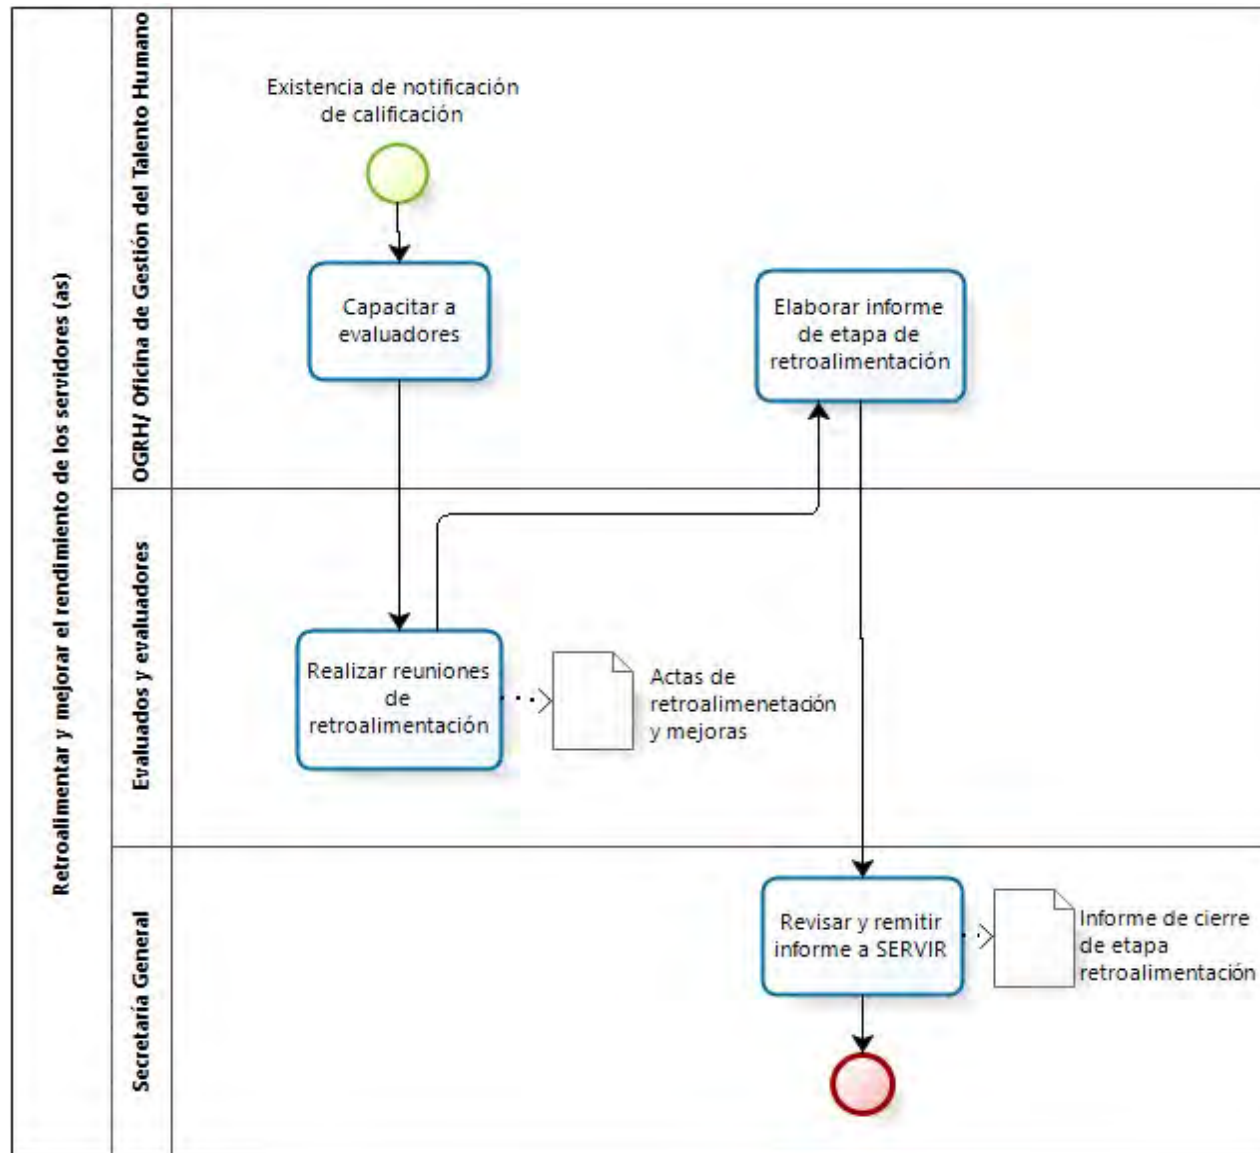 Retroalimentar y mejorar el rendimiento de los servidores (as)
OGRH/ Oficina de Gestión del Talento Humano
Existencia de notificación
de calificación
Capacitar a
evaluadores
Elaborar informe
de etapa de
retroalimentación
Evaluados y evaluadores
Realizar reuniones
de
retroalimentación
Actas de
retroalimenetación
y mejoras
Secretaría General
Revisar y remitir
informe a SERVIR
Informe de cierre
de etapa
retroalimentación